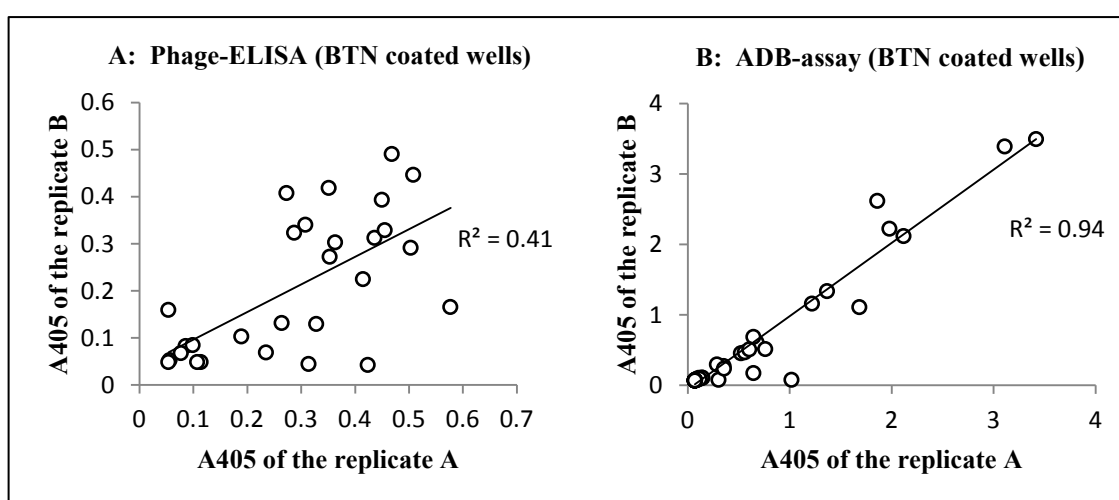 A: Phage-ELISA (BTN coated wells)
A405 of the replicate B
0.6
0.5
0.4
0.3
0.2
0.1
0
R² = 0.41
0 0.1 0.2 0.3 0.4 0.5 0.6 0.7
A405 of the replicate A
B: ADB-assay (BTN coated wells)
A405 of the replicate B
4
3
2
1
0
R² = 0.94
0 1 2 3 4
A405 of the replicate A